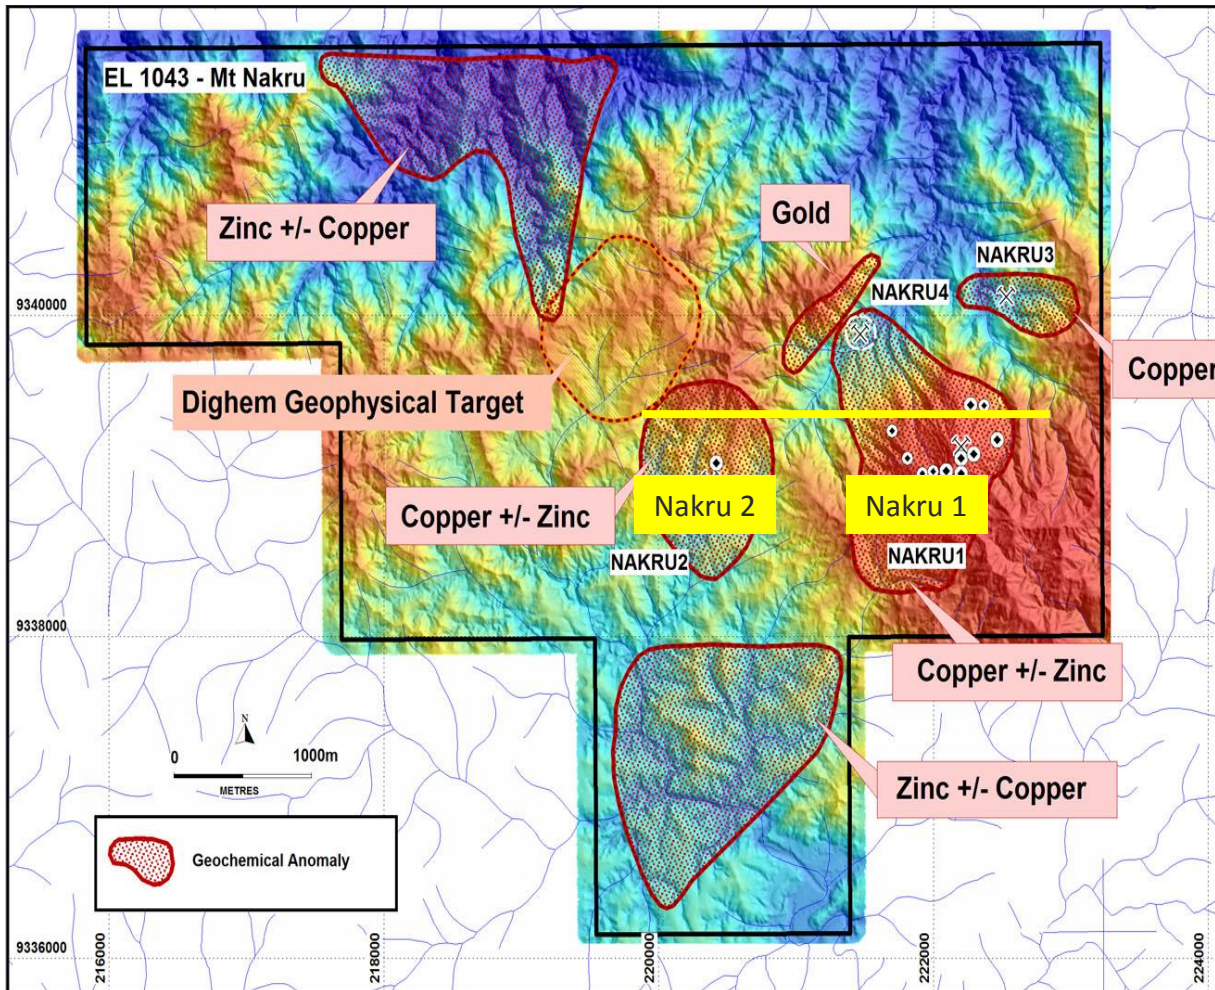 EL 1043 - Mt Nakru
Zinc +/- Copper
Gold
NAKRU3
NAKRU4
9340000
Copper
Dighem Geophysical Target
Copper +/- Zinc
Nakru 2
Nakru 1
NAKRU2
NAKRU1
9338000
Copper +/- Zinc
N
0 1000m
METRES
Zinc +/- Copper
Geochemical Anomaly
9336000
216000
218000
220000
222000
224000